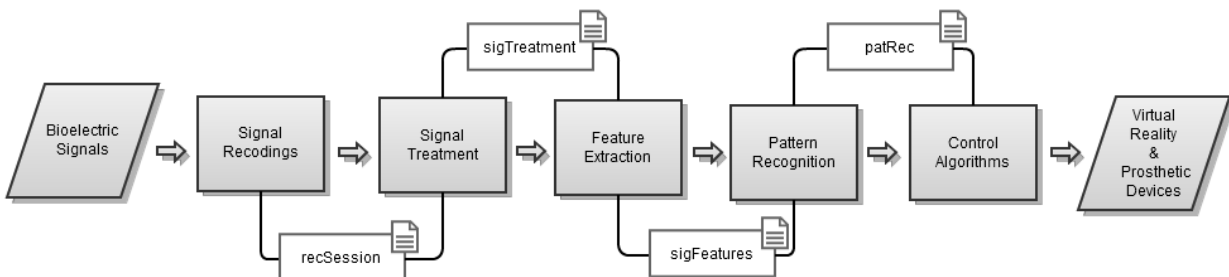 sigTreatment
patRec
Bioelectric
Signals
Signal
Recodings
Signal
Treatment
Feature
Extraction
Pattern
Recognition
Control
Algorithms
Virtual
Reality
&
Prosthetic
Devices
recSession
sigFeatures